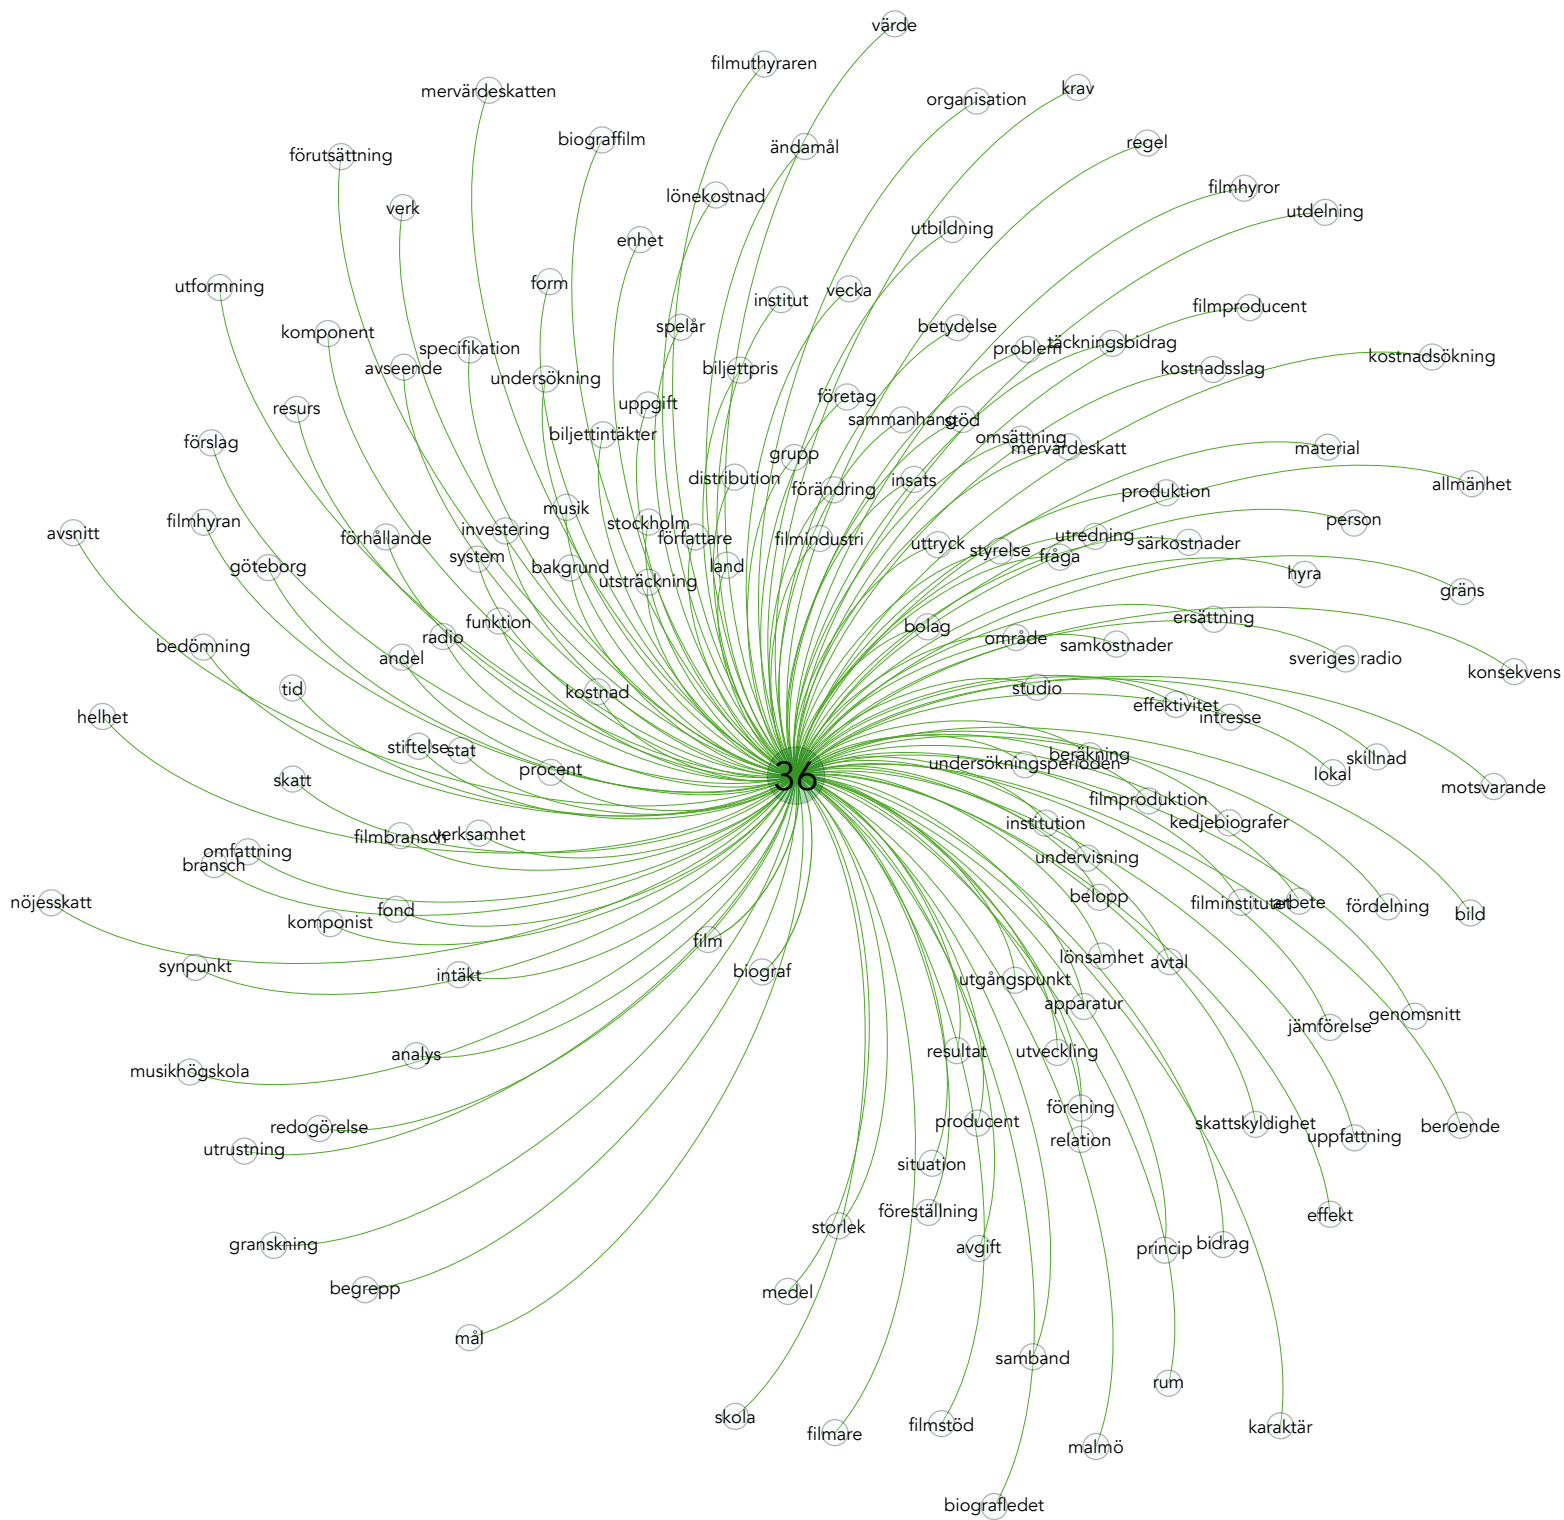 värde
filmuthyraren
mervärdeskatten
organisation
krav
biograffilm
ändamål
regel
förutsättning
lönekostnad
filmhyror
verk
utdelning
utbildning
enhet
form
utformning
institut
vecka
filmproducent
komponent
spelår
betydelse
specifikation
problem
täckningsbidrag
kostnadsökning
avseende
undersökning
biljettpris
kostnadsslag
resurs
uppgift
företag
sammanhang
stöd
förslag
biljettintäkter
omsättning
mervärdeskatt
material
grupp
distribution
insats
allmänhet
förändring
produktion
musik
filmhyran
stockholm
person
avsnitt
förhållande
investering
författare
filmindustri
utredning
göteborg
system
bakgrund
land
uttryck
styrelse
fråga
särkostnader
utsträckning
hyra
gräns
funktion
bolag
ersättning
bedömning
radio
område
samkostnader
andel
sveriges radio
konsekvens
tid
kostnad
studio
helhet
effektivitet
intresse
stiftelse
stat
beräkning
skillnad
skatt
procent
36
undersökningsperioden
lokal
motsvarande
filmproduktion
filmbransch
verksamhet
institution
kedjebiografer
omfattning
bransch
undervisning
nöjesskatt
fond
belopp
filminstitutet
arbete
fördelning
bild
komponist
film
synpunkt
intäkt
biograf
lönsamhet
avtal
utgångspunkt
apparatur
genomsnitt
jämförelse
analys
resultat
utveckling
musikhögskola
förening
redogörelse
producent
skattskyldighet
beroende
utrustning
relation
uppfattning
situation
föreställning
storlek
effekt
granskning
avgift
princip
bidrag
begrepp
medel
mål
samband
rum
skola
filmare
filmstöd
karaktär
malmö
biografledet